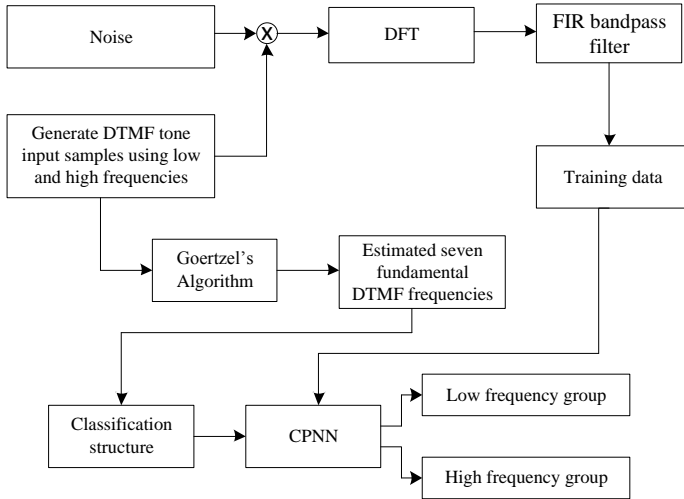 Noise
X
DFT
FIR bandpass
filter
Generate DTMF tone
input samples using low
and high frequencies
Training data
Goertzel's
Algorithm
Estimated seven
fundamental
DTMF frequencies
Classification
structure
CPNN
Low frequency group
High frequency group